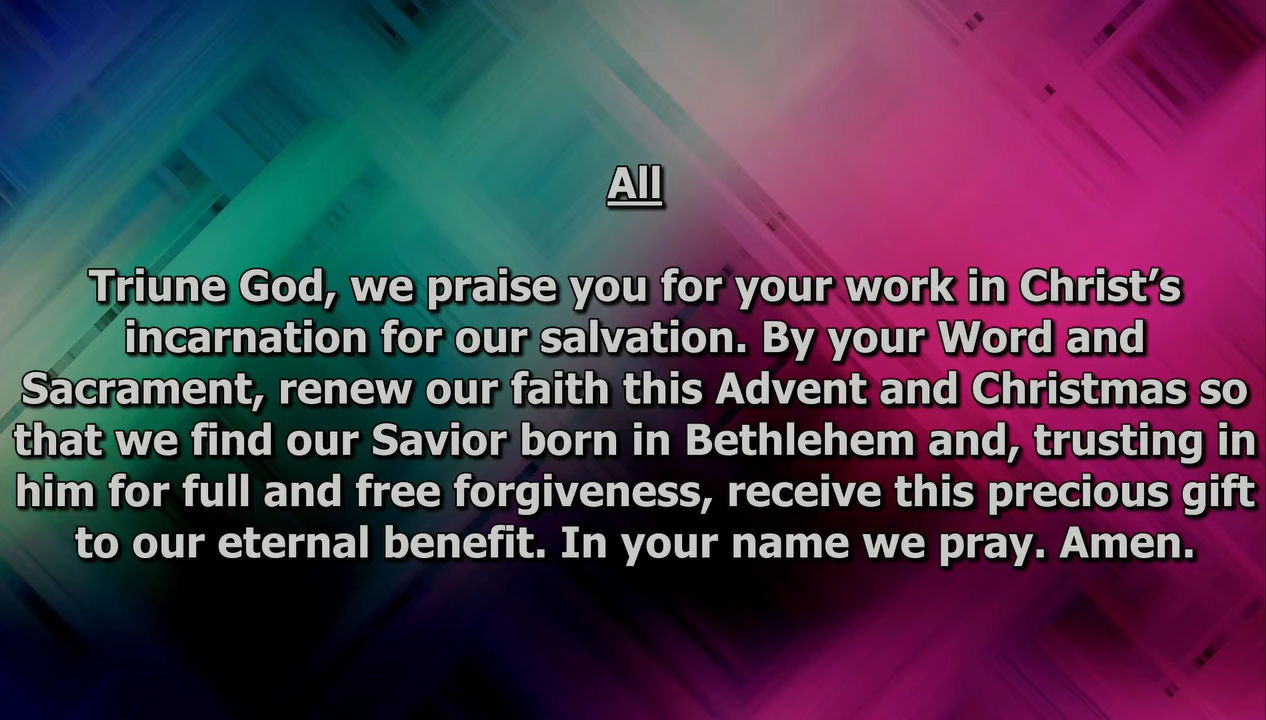 All
Triune God, we praise you for your work in Christ’s
incarnation for our salvation. By your Word and
Sacrament, renew our faith this Advent and Christmas so
that we find our Savior born in Bethlehem and, trusting in
him for full and free forgiveness, receive this precious gift
to our eternal benefit. In your name we pray. Amen.